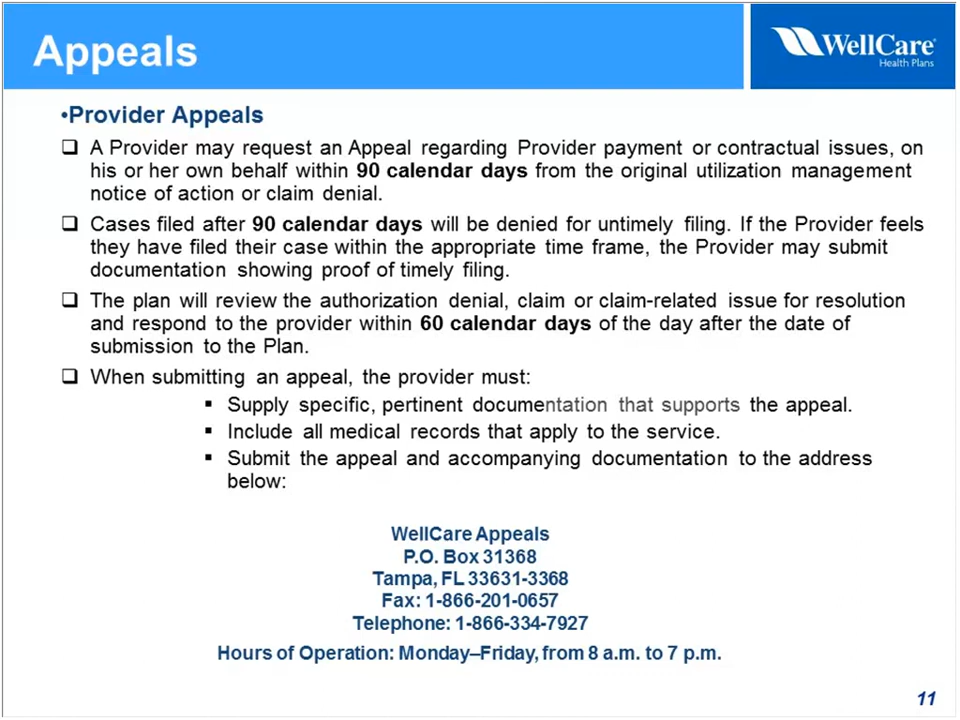 Appeals
WellCare
Health Plans
•Provider Appeals
❑ A Provider may request an Appeal regarding Provider payment or contractual issues, on
his or her own behalf within 90 calendar days from the original utilization management
notice of action or claim denial.
❑ Cases filed after 90 calendar days will be denied for untimely filing. If the Provider feels
they have filed their case within the appropriate time frame, the Provider may submit
documentation showing proof of timely filing.
❑ The plan will review the authorization denial, claim or claim-related issue for resolution
and respond to the provider within 60 calendar days of the day after the date of
submission to the Plan.
❑ When submitting an appeal, the provider must:
▪ Supply specific, pertinent documentation that supports the appeal.
▪ Include all medical records that apply to the service.
▪ Submit the appeal and accompanying documentation to the address
below:
WellCare Appeals
P.O. Box 31368
Tampa, FL 33631-3368
Fax: 1-866-201-0657
Telephone: 1-866-334-7927
Hours of Operation: Monday–Friday, from 8 a.m. to 7 p.m.
11